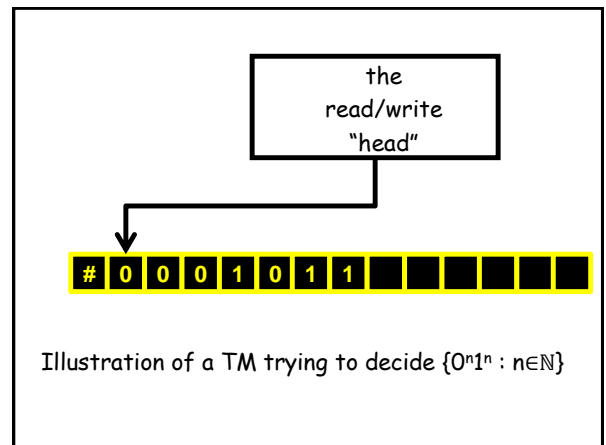 the
read/write
“head”
# 0 0 0 1 0 1 1
Illustration of a TM trying to decide {0ⁿ1ⁿ : n∈ℕ}